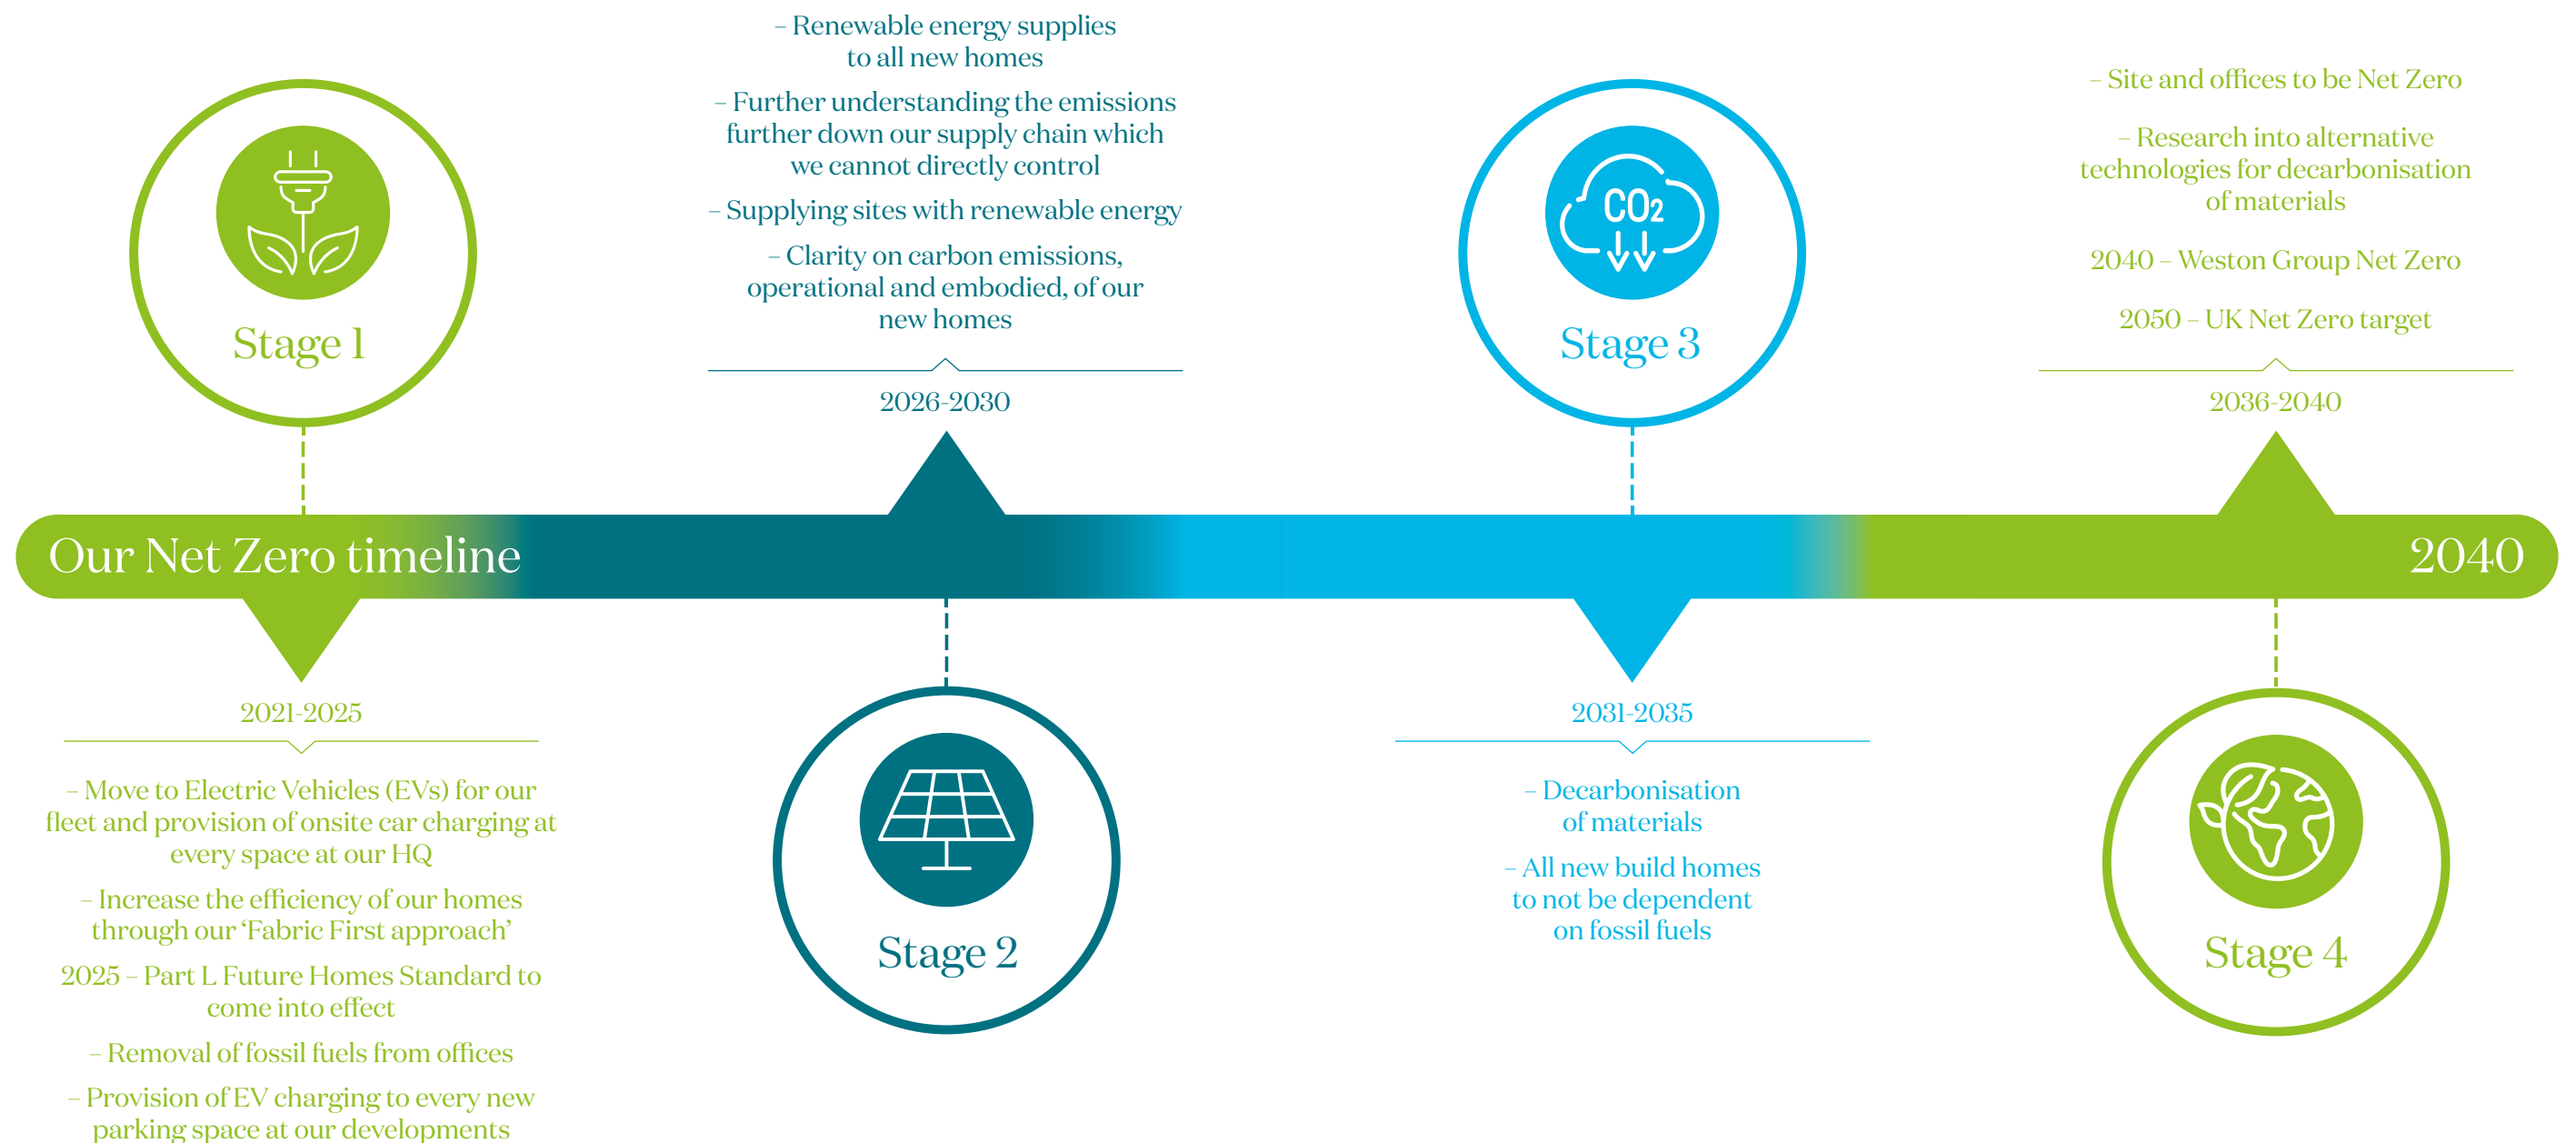 Our Net Zero timeline
2040
Stage 1
2021-2025
– Move to Electric Vehicles (EVs) for our
fleet and provision of onsite car charging at
every space at our HQ
– Increase the efficiency of our homes
through our ‘Fabric First approach’
2025 – Part L Future Homes Standard to
come into effect
– Removal of fossil fuels from offices
– Provision of EV charging to every new
parking space at our developments
– Renewable energy supplies
to all new homes
– Further understanding the emissions
further down our supply chain which
we cannot directly control
– Supplying sites with renewable energy
– Clarity on carbon emissions,
operational and embodied, of our
new homes
2026-2030
Stage 2
CO2
Stage 3
2031-2035
– Decarbonisation
of materials
– All new build homes
to not be dependent
on fossil fuels
– Site and offices to be Net Zero
– Research into alternative
technologies for decarbonisation
of materials
2040 – Weston Group Net Zero
2050 – UK Net Zero target
2036-2040
Stage 4